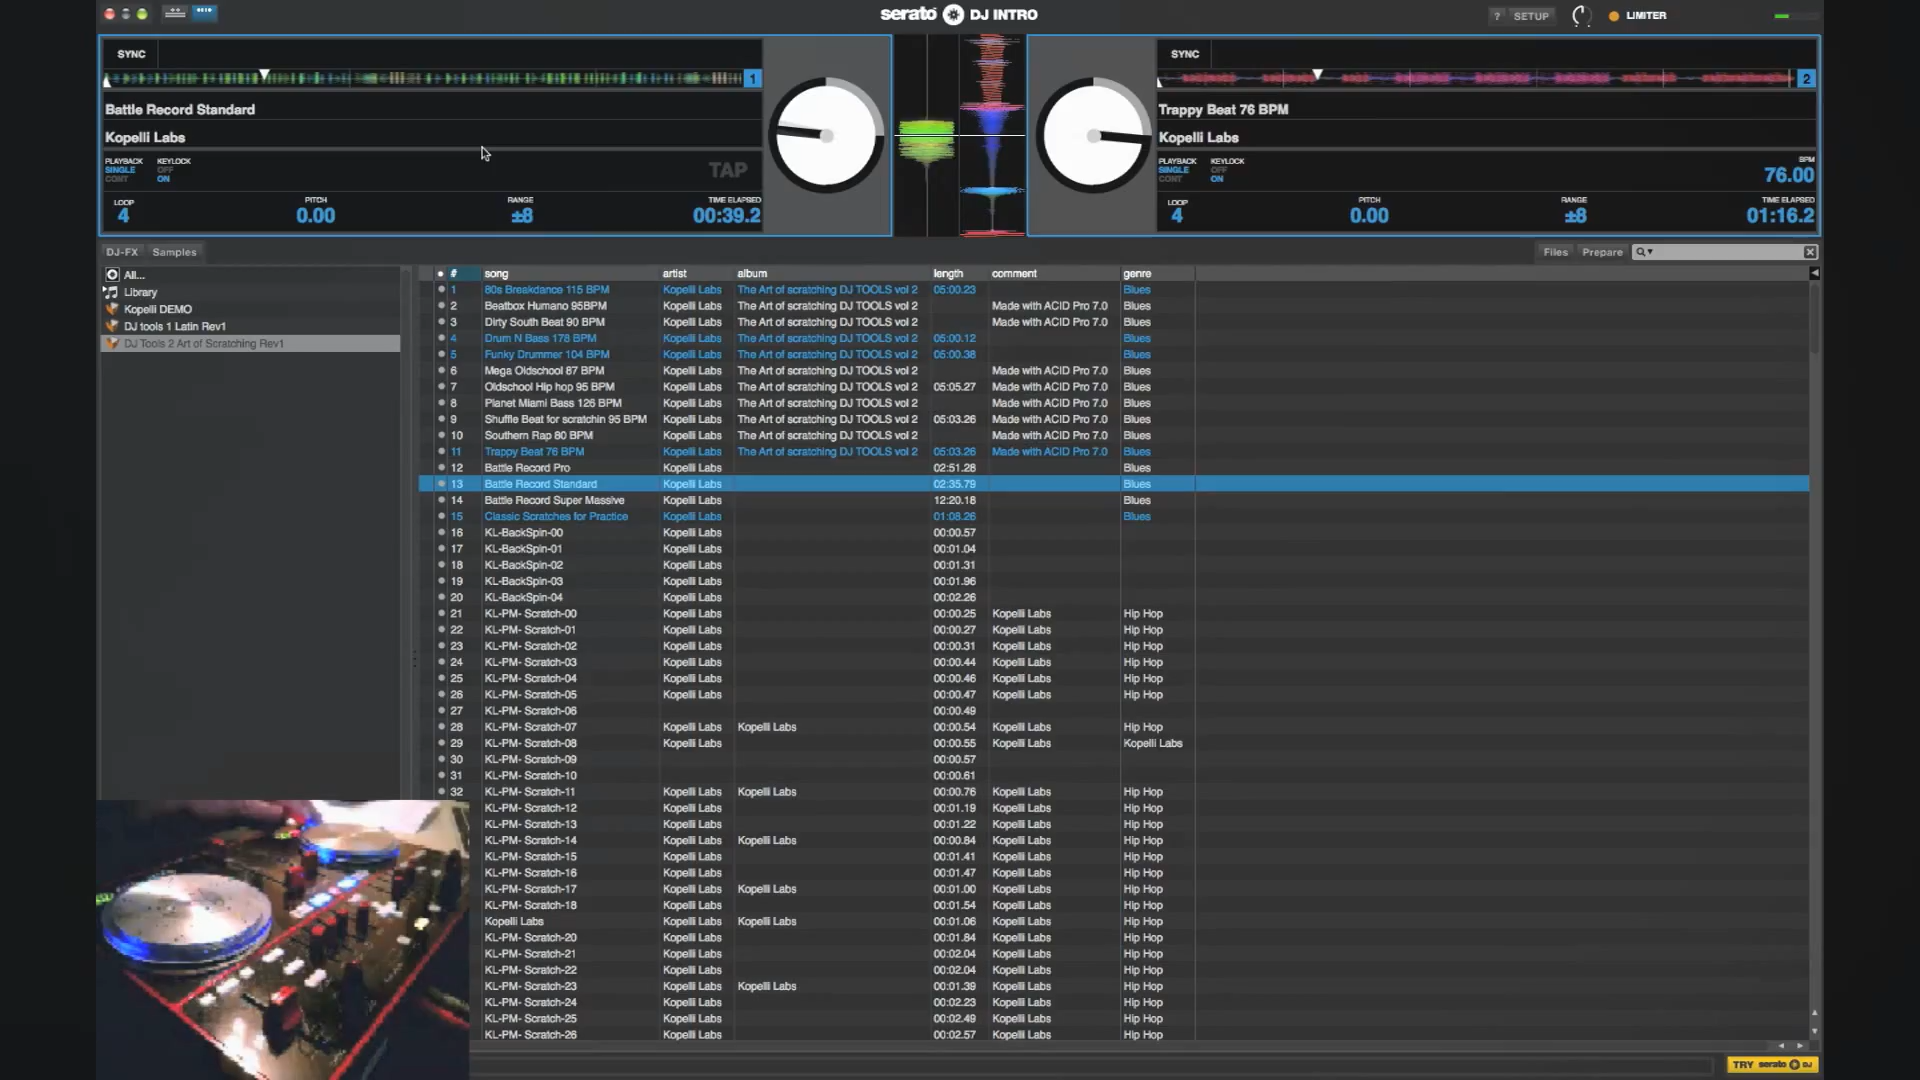 serato DJ INTRO
? SETUP LIMITER
SYNC
1
Battle Record Standard
Kopelli Labs
PLAYBACK KEYLOCK
SINGLE OFF
CONT ON
TAP
LOOP PITCH RANGE TIME ELAPSED
4 0.00 ±8 00:39.2
SYNC
2
Trappy Beat 76 BPM
Kopelli Labs
PLAYBACK KEYLOCK BPM
SINGLE OFF
CONT ON
76.00
LOOP PITCH RANGE TIME ELAPSED
4 0.00 ±8 01:16.2
DJ-FX Samples
Files Prepare
All...
Library
Kopelli DEMO
DJ tools 1 Latin Rev1
DJ Tools 2 Art of Scratching Rev1
# song artist album length comment genre
1 80s Breakdance 115 BPM Kopelli Labs The Art of scratching DJ TOOLS vol 2 05:00.23 Blues
2 Beatbox Humano 95BPM Kopelli Labs The Art of scratching DJ TOOLS vol 2 Made with ACID Pro 7.0 Blues
3 Dirty South Beat 90 BPM Kopelli Labs The Art of scratching DJ TOOLS vol 2 Made with ACID Pro 7.0 Blues
4 Drum N Bass 178 BPM Kopelli Labs The Art of scratching DJ TOOLS vol 2 05:00.12 Blues
5 Funky Drummer 104 BPM Kopelli Labs The Art of scratching DJ TOOLS vol 2 05:00.38 Blues
6 Mega Oldschool 87 BPM Kopelli Labs The Art of scratching DJ TOOLS vol 2 Made with ACID Pro 7.0 Blues
7 Oldschool Hip hop 95 BPM Kopelli Labs The Art of scratching DJ TOOLS vol 2 05:05.27 Made with ACID Pro 7.0 Blues
8 Planet Miami Bass 126 BPM Kopelli Labs The Art of scratching DJ TOOLS vol 2 Made with ACID Pro 7.0 Blues
9 Shuffle Beat for scratchin 95 BPM Kopelli Labs The Art of scratching DJ TOOLS vol 2 05:03.26 Made with ACID Pro 7.0 Blues
10 Southern Rap 80 BPM Kopelli Labs The Art of scratching DJ TOOLS vol 2 Made with ACID Pro 7.0 Blues
11 Trappy Beat 76 BPM Kopelli Labs The Art of scratching DJ TOOLS vol 2 05:03.26 Made with ACID Pro 7.0 Blues
12 Battle Record Pro Kopelli Labs 02:51.28 Blues
13 Battle Record Standard Kopelli Labs 02:35.79 Blues
14 Battle Record Super Massive Kopelli Labs 12:20.18 Blues
15 Classic Scratches for Practice Kopelli Labs 01:08.26 Blues
16 KL-BackSpin-00 Kopelli Labs 00:00.57
17 KL-BackSpin-01 Kopelli Labs 00:01.04
18 KL-BackSpin-02 Kopelli Labs 00:01.31
19 KL-BackSpin-03 Kopelli Labs 00:01.96
20 KL-BackSpin-04 Kopelli Labs 00:02.26
21 KL-PM- Scratch-00 Kopelli Labs 00:00.25 Kopelli Labs Hip Hop
22 KL-PM- Scratch-01 Kopelli Labs 00:00.27 Kopelli Labs Hip Hop
23 KL-PM- Scratch-02 Kopelli Labs 00:00.31 Kopelli Labs Hip Hop
24 KL-PM- Scratch-03 Kopelli Labs 00:00.44 Kopelli Labs Hip Hop
25 KL-PM- Scratch-04 Kopelli Labs 00:00.46 Kopelli Labs Hip Hop
26 KL-PM- Scratch-05 Kopelli Labs 00:00.47 Kopelli Labs Hip Hop
27 KL-PM- Scratch-06 00:00.49
28 KL-PM- Scratch-07 Kopelli Labs Kopelli Labs 00:00.54 Kopelli Labs Hip Hop
29 KL-PM- Scratch-08 Kopelli Labs 00:00.55 Kopelli Labs Kopelli Labs
30 KL-PM- Scratch-09 00:00.57
31 KL-PM- Scratch-10 00:00.61
32 KL-PM- Scratch-11 Kopelli Labs Kopelli Labs 00:00.76 Kopelli Labs Hip Hop
KL-PM- Scratch-12 Kopelli Labs 00:01.19 Kopelli Labs Hip Hop
KL-PM- Scratch-13 Kopelli Labs 00:01.22 Kopelli Labs Hip Hop
KL-PM- Scratch-14 Kopelli Labs Kopelli Labs 00:00.84 Kopelli Labs Hip Hop
KL-PM- Scratch-15 Kopelli Labs 00:01.41 Kopelli Labs Hip Hop
KL-PM- Scratch-16 Kopelli Labs 00:01.47 Kopelli Labs Hip Hop
KL-PM- Scratch-17 Kopelli Labs Kopelli Labs 00:01.00 Kopelli Labs Hip Hop
KL-PM- Scratch-18 Kopelli Labs 00:01.54 Kopelli Labs Hip Hop
Kopelli Labs Kopelli Labs Kopelli Labs 00:01.06 Kopelli Labs Hip Hop
KL-PM- Scratch-20 Kopelli Labs 00:01.84 Kopelli Labs Hip Hop
KL-PM- Scratch-21 Kopelli Labs 00:02.04 Kopelli Labs Hip Hop
KL-PM- Scratch-22 Kopelli Labs 00:02.04 Kopelli Labs Hip Hop
KL-PM- Scratch-23 Kopelli Labs Kopelli Labs 00:01.39 Kopelli Labs Hip Hop
KL-PM- Scratch-24 Kopelli Labs 00:02.23 Kopelli Labs Hip Hop
KL-PM- Scratch-25 Kopelli Labs 00:02.49 Kopelli Labs Hip Hop
KL-PM- Scratch-26 Kopelli Labs 00:02.57 Kopelli Labs Hip Hop
TRY serato DJ